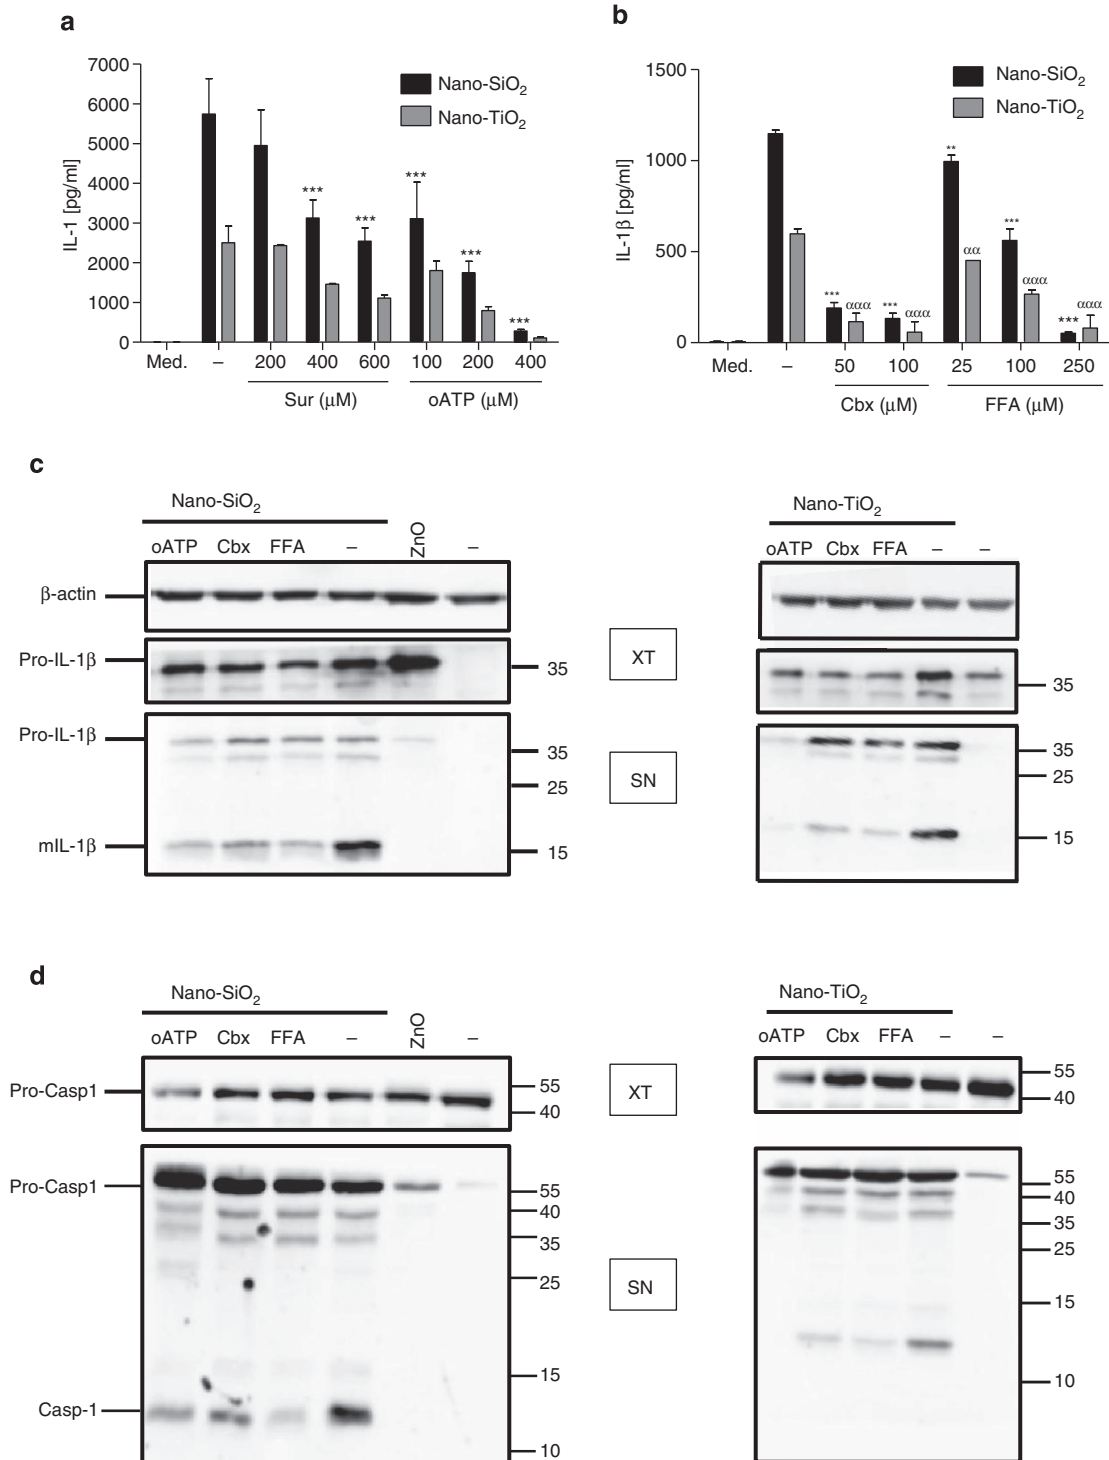 a
7000
6000
5000
4000
3000
2000
1000
0
IL-1 [pg/ml]
Nano-SiO2
Nano-TiO2
***
***
***
***
***
Med.
–
200
400
600
100
200
400
Sur (μM)
oATP (μM)
b
1500
1000
500
0
IL-1β [pg/ml]
Nano-SiO2
Nano-TiO2
***
ααα
***
ααα
**
αα
***
ααα
***
ααα
Med.
–
50
100
25
100
250
Cbx (μM)
FFA (μM)
c
Nano-SiO2
oATP Cbx FFA – ZnO –
β-actin
Pro-IL-1β
35
Pro-IL-1β
35
25
mIL-1β
15
XT
SN
Nano-TiO2
oATP Cbx FFA – –
35
35
25
15
d
Nano-SiO2
oATP Cbx FFA – ZnO –
Pro-Casp1
55
40
Pro-Casp1
55
40
35
25
15
Casp-1
10
XT
SN
Nano-TiO2
oATP Cbx FFA – –
55
40
55
40
35
25
15
10